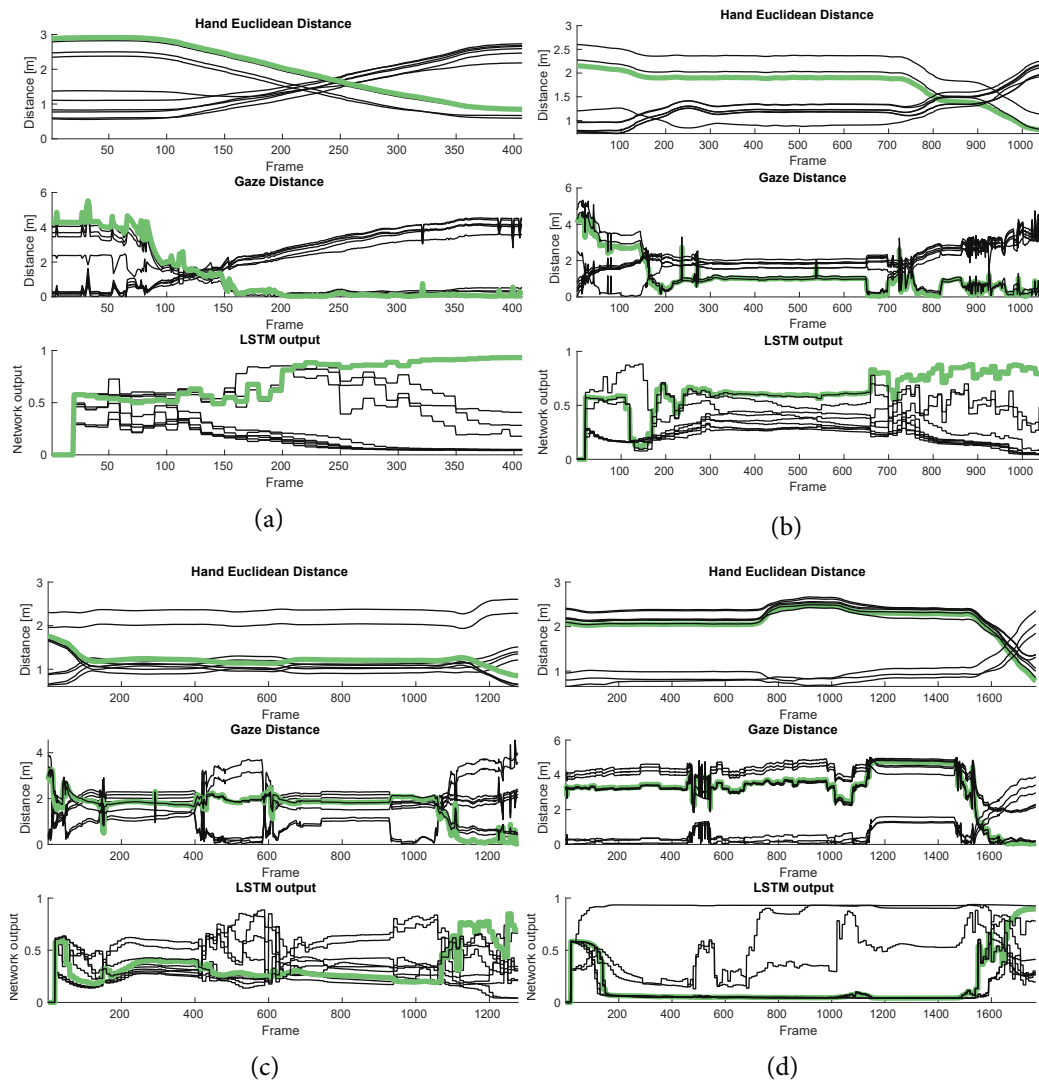 Hand Euclidean Distance
Distance [m]
3
2
1
0
50 100 150 200 250 300 350 400
Frame
Gaze Distance
Distance [m]
6
4
2
0
50 100 150 200 250 300 350 400
Frame
LSTM output
Network output
1
0.5
0
50 100 150 200 250 300 350 400
Frame
(a)
Hand Euclidean Distance
Distance [m]
2.5
2
1.5
1
100 200 300 400 500 600 700 800 900 1000
Frame
Gaze Distance
Distance [m]
6
4
2
0
100 200 300 400 500 600 700 800 900 1000
Frame
LSTM output
Network output
1
0.5
0
100 200 300 400 500 600 700 800 900 1000
Frame
(b)
Hand Euclidean Distance
Distance [m]
3
2
1
200 400 600 800 1000 1200
Frame
Gaze Distance
Distance [m]
4
2
0
200 400 600 800 1000 1200
Frame
LSTM output
Network output
1
0.5
0
200 400 600 800 1000 1200
Frame
(c)
Hand Euclidean Distance
Distance [m]
3
2
1
200 400 600 800 1000 1200 1400 1600
Frame
Gaze Distance
Distance [m]
6
4
2
0
200 400 600 800 1000 1200 1400 1600
Frame
LSTM output
Network output
1
0.5
0
200 400 600 800 1000 1200 1400 1600
Frame
(d)